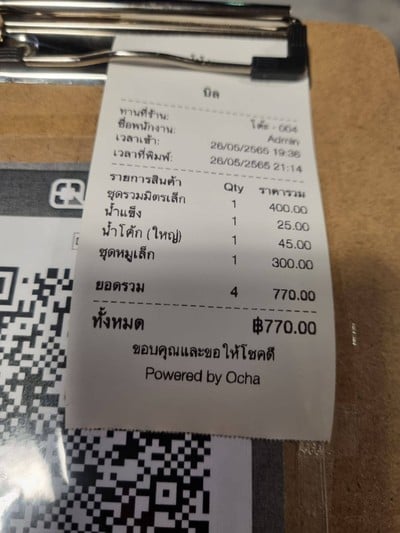 บิล
ทานที่ร้าน: โต๊ะ - 004
ชื่อพนักงาน: Admin
เวลาเข้า: 26/05/2565 19:36
เวลาที่พิมพ์: 26/05/2565 21:14
รายการสินค้า Qty ราคารวม
ชุดรวมมิตรเล็ก 1 400.00
น้ำแข็ง 1 25.00
น้ำโค้ก (ใหญ่) 1 45.00
ชุดหมูเล็ก 1 300.00
ยอดรวม 4 770.00
ทั้งหมด ฿770.00
ขอบคุณและขอให้โชคดี
Powered by Ocha